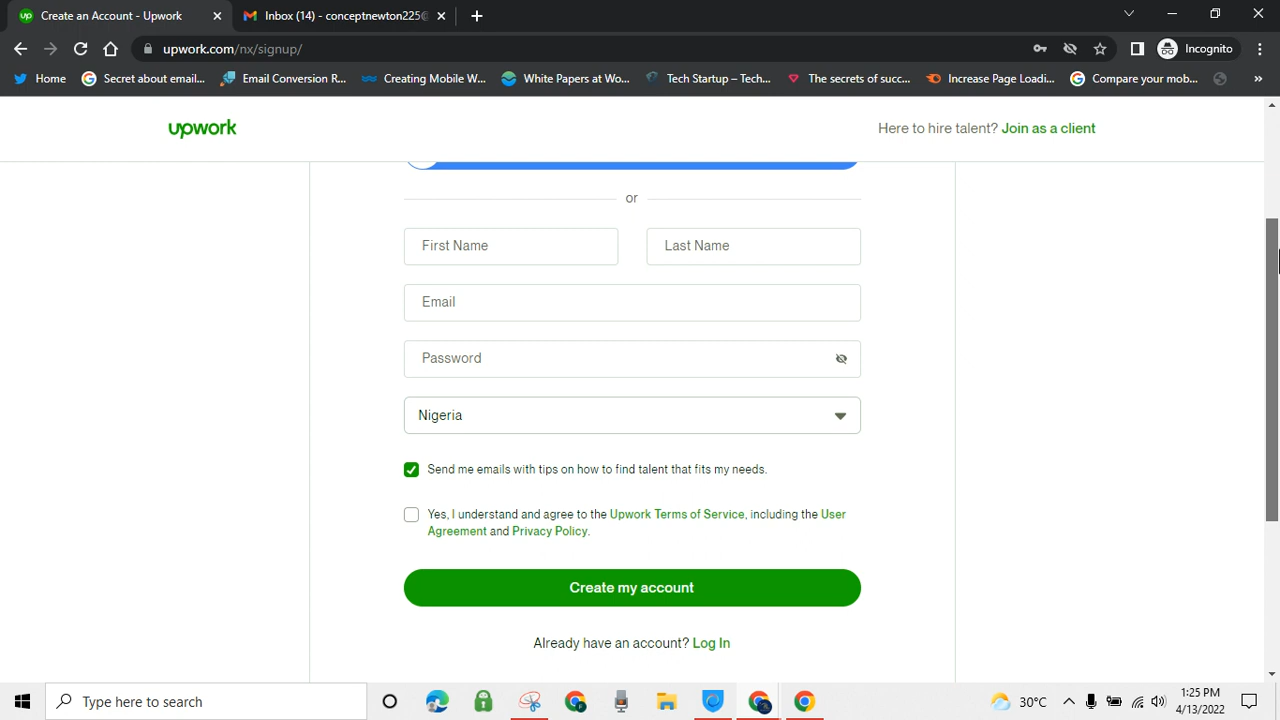 Create an Account - Upwork
Inbox (14) - conceptnewton225@
upwork.com/nx/signup/
Incognito
Home
Secret about email...
Email Conversion R...
Creating Mobile W...
White Papers at Wo...
Tech Startup – Tech...
The secrets of succ...
Increase Page Loadi...
Compare your mob...
upwork
Here to hire talent? Join as a client
or
First Name
Last Name
Email
Password
Nigeria
Send me emails with tips on how to find talent that fits my needs.
Yes, I understand and agree to the Upwork Terms of Service, including the User
Agreement and Privacy Policy.
Create my account
Already have an account? Log In
Type here to search
30°C
1:25 PM
4/13/2022